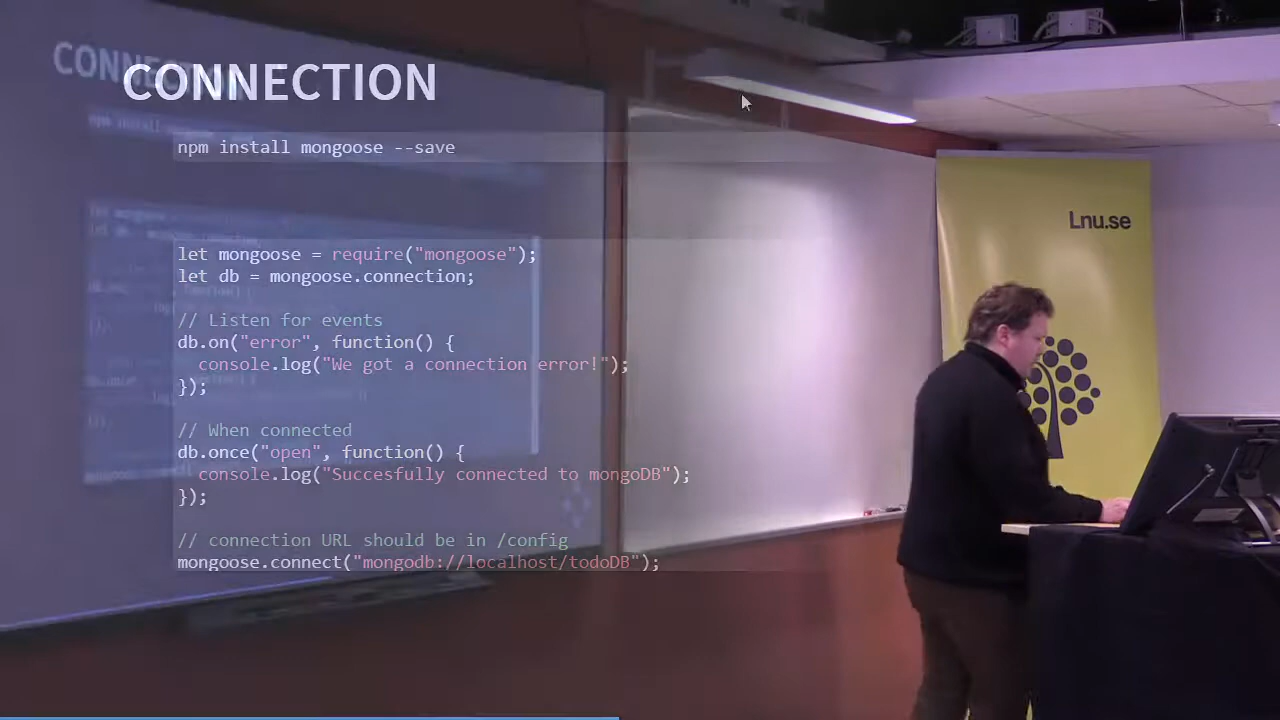 CONNECTION
npm install mongoose --save
let mongoose = require("mongoose");
let db = mongoose.connection;
// Listen for events
db.on("error", function() {
console.log("We got a connection error!");
});
// When connected
db.once("open", function() {
console.log("Succesfully connected to mongoDB");
});
// connection URL should be in /config
mongoose.connect("mongodb://localhost/todoDB");
Lnu.se